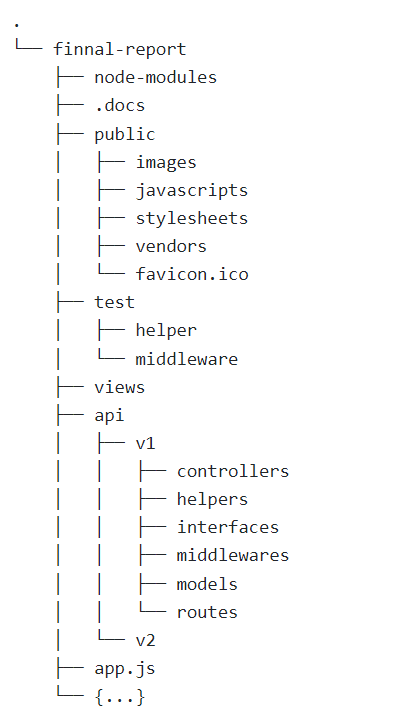 .
└── finnal-report
    ├── node-modules
    ├── .docs
    ├── public
    │   ├── images
    │   ├── javascripts
    │   ├── stylesheets
    │   ├── vendors
    │   └── favicon.ico
    ├── test
    │   ├── helper
    │   └── middleware
    ├── views
    ├── api
    │   ├── v1
    │   │   ├── controllers
    │   │   ├── helpers
    │   │   ├── interfaces
    │   │   ├── middlewares
    │   │   ├── models
    │   │   └── routes
    │   └── v2
    ├── app.js
    └── {...}